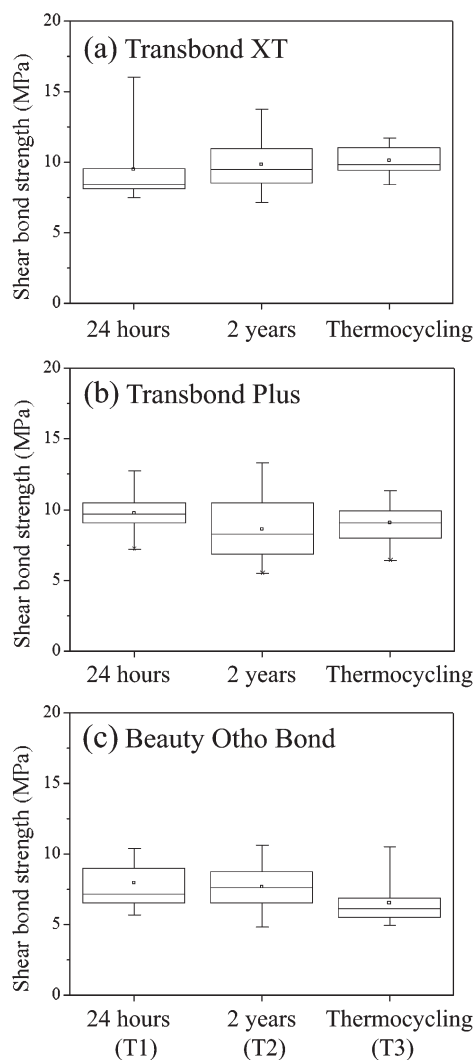 20
(a) Transbond XT
15
10
5
0
Shear bond strength (MPa)
24 hours 2 years Thermocycling
20
(b) Transbond Plus
15
10
5
0
Shear bond strength (MPa)
24 hours 2 years Thermocycling
20
(c) Beauty Otho Bond
15
10
5
0
Shear bond strength (MPa)
24 hours 2 years Thermocycling
(T1) (T2) (T3)